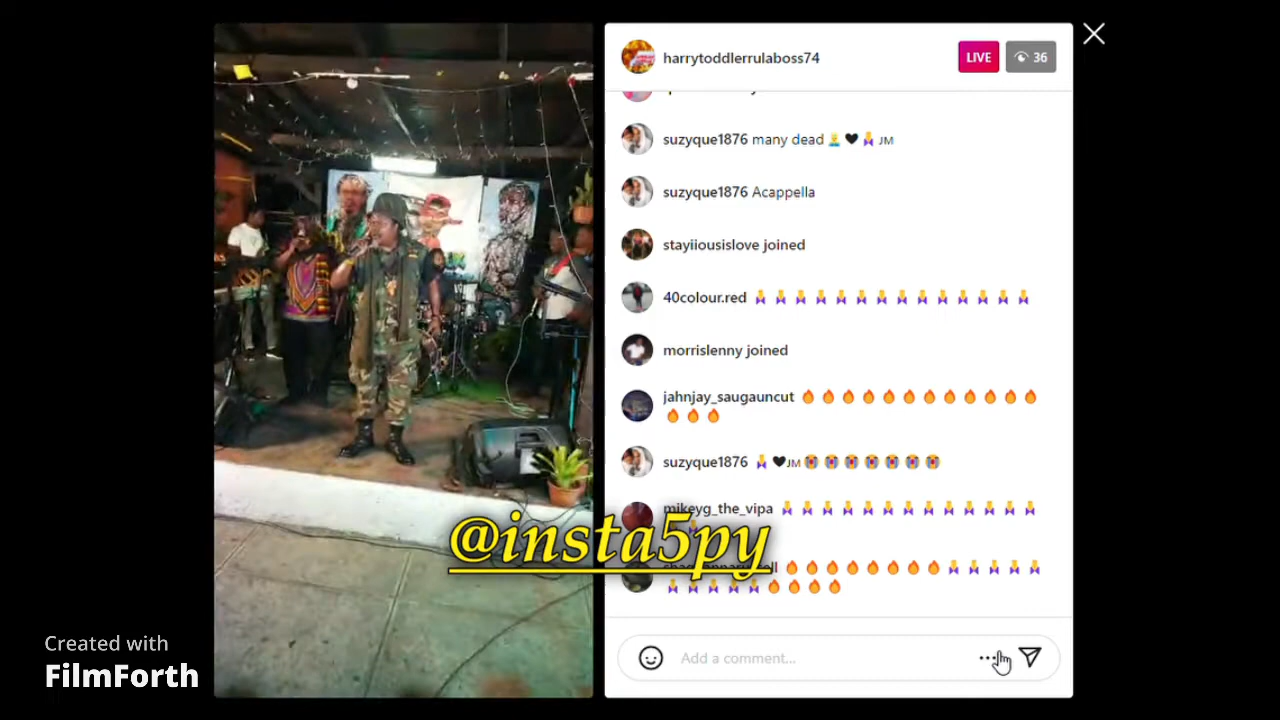 harrytoddlerrulaboss74
LIVE
36
suzyque1876 many dead JM
suzyque1876 Acappella
stayiiousislove joined
40colour.red
morrislenny joined
jahnjay_saugauncut
suzyque1876 JM
mikeyg_the_vipa
@insta5py
Add a comment...
Created with
FilmForth